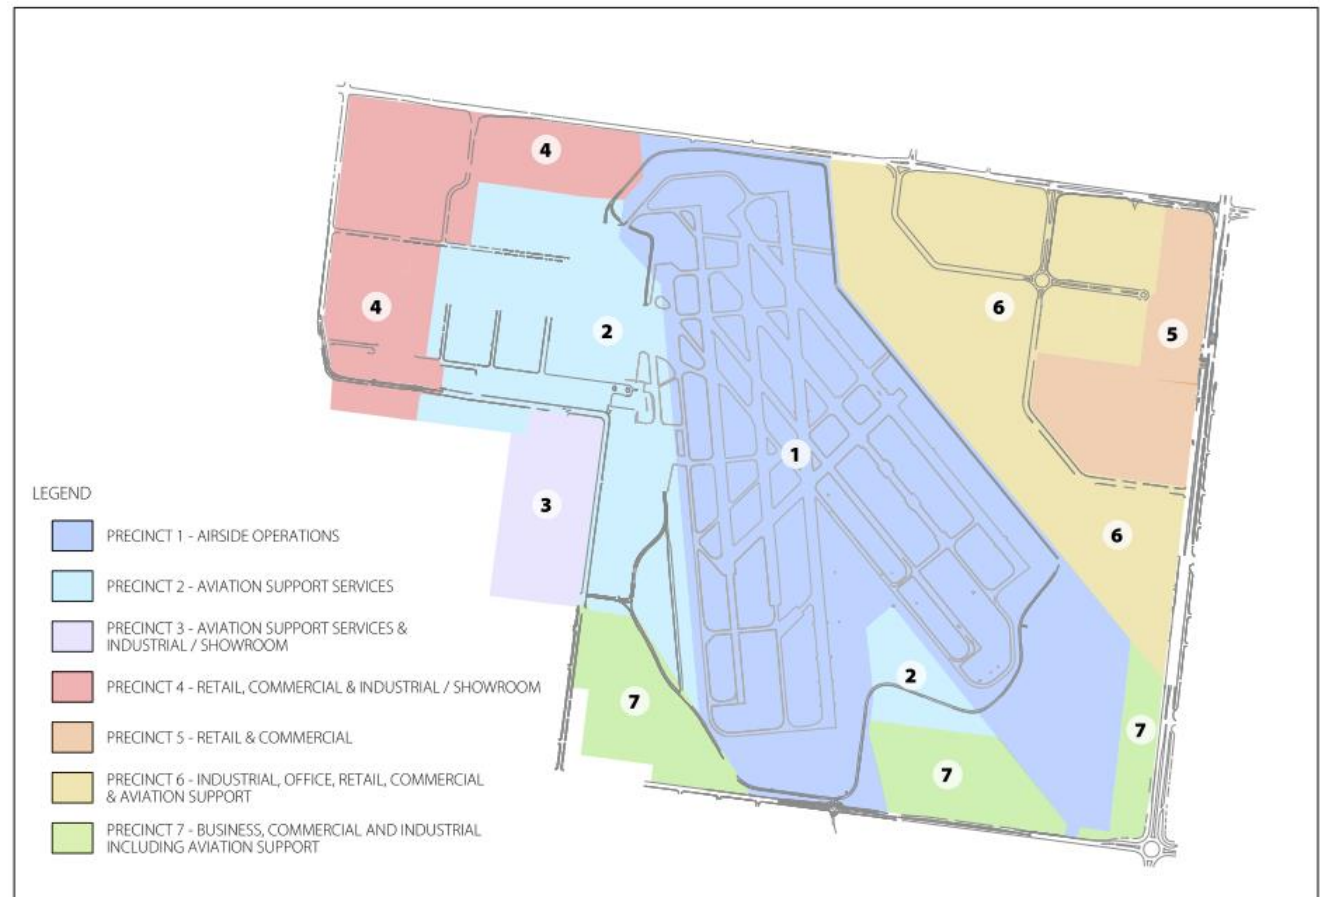 4
4
2
6
5
1
3
6
2
7
7
7
LEGEND
PRECINCT 1 - AIRSIDE OPERATIONS
PRECINCT 2 - AVIATION SUPPORT SERVICES
PRECINCT 3 - AVIATION SUPPORT SERVICES &
INDUSTRIAL / SHOWROOM
PRECINCT 4 - RETAIL, COMMERCIAL & INDUSTRIAL / SHOWROOM
PRECINCT 5 - RETAIL & COMMERCIAL
PRECINCT 6 - INDUSTRIAL, OFFICE, RETAIL, COMMERCIAL
& AVIATION SUPPORT
PRECINCT 7 - BUSINESS, COMMERCIAL AND INDUSTRIAL
INCLUDING AVIATION SUPPORT